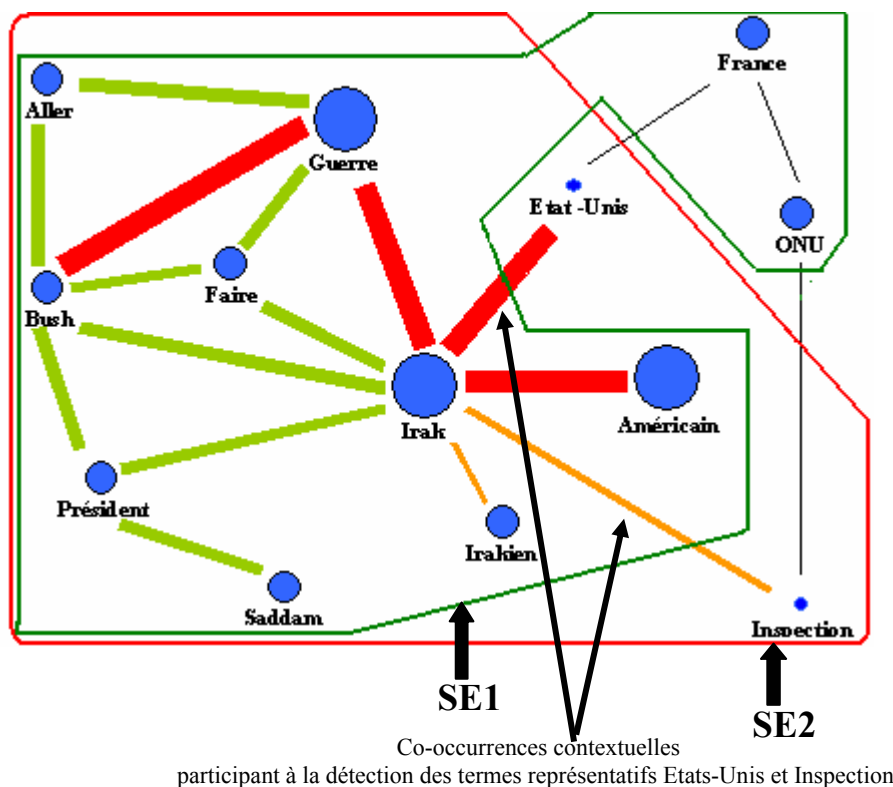 France
Aller
Guerre
Etat -Unis
ONU
Faire
Bush
Américain
Irak
Président
Irakien
Saddam
Inspection
SE1
SE2
Co-occurrences contextuelles
participant à la détection des termes représentatifs Etats-Unis et Inspection